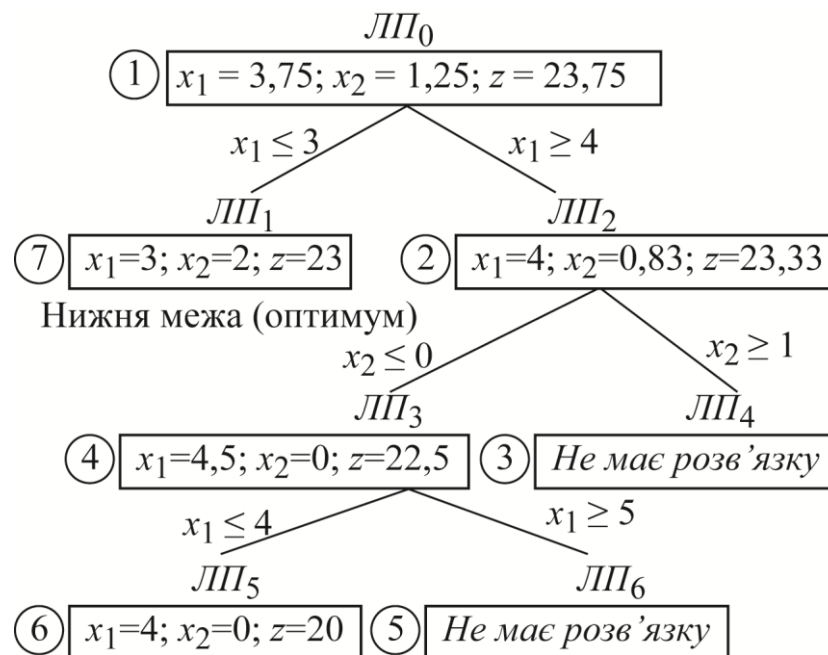 ЛП0
1 x1 = 3,75; x2 = 1,25; z = 23,75
x1 ≤ 3 x1 ≥ 4
ЛП1 ЛП2
7 x1=3; x2=2; z=23 2 x1=4; x2=0,83; z=23,33
Нижня межа (оптимум)
x2 ≤ 0 x2 ≥ 1
ЛП3 ЛП4
4 x1=4,5; x2=0; z=22,5 3 Не має розв’язку
x1 ≤ 4 x1 ≥ 5
ЛП5 ЛП6
6 x1=4; x2=0; z=20 5 Не має розв’язку